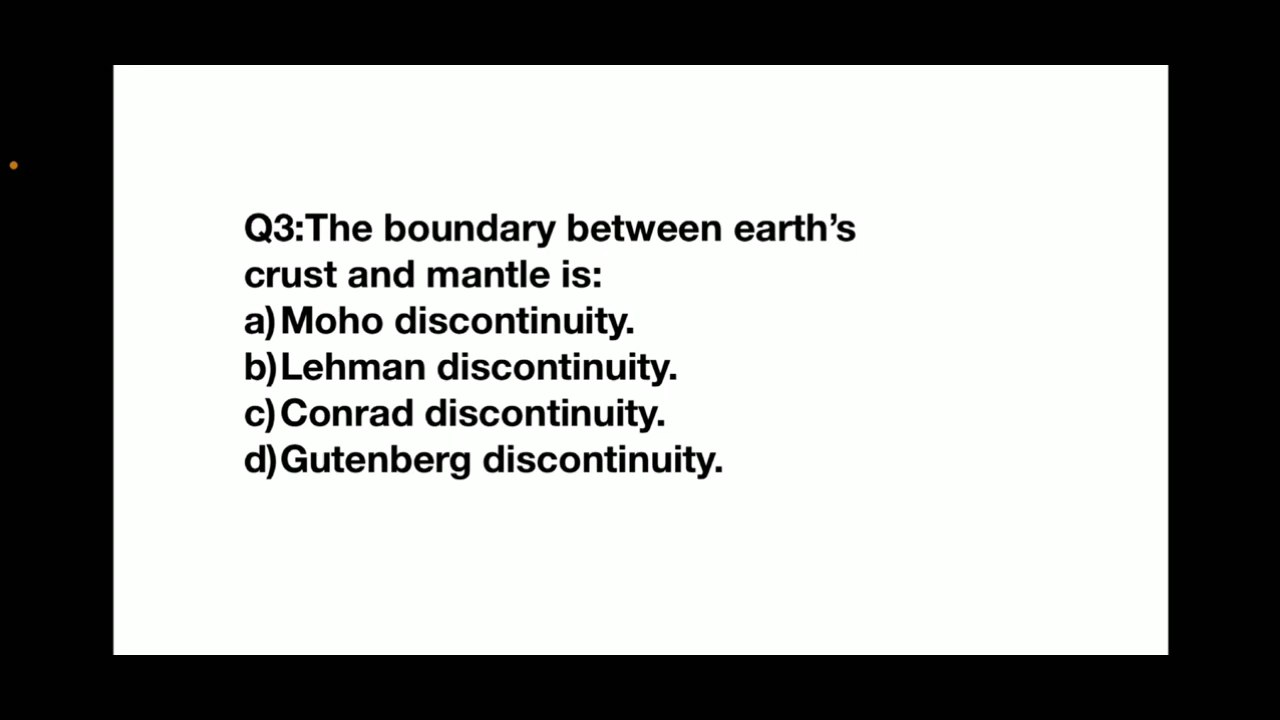 Q3:The boundary between earth’s
crust and mantle is:
a)Moho discontinuity.
b)Lehman discontinuity.
c)Conrad discontinuity.
d)Gutenberg discontinuity.